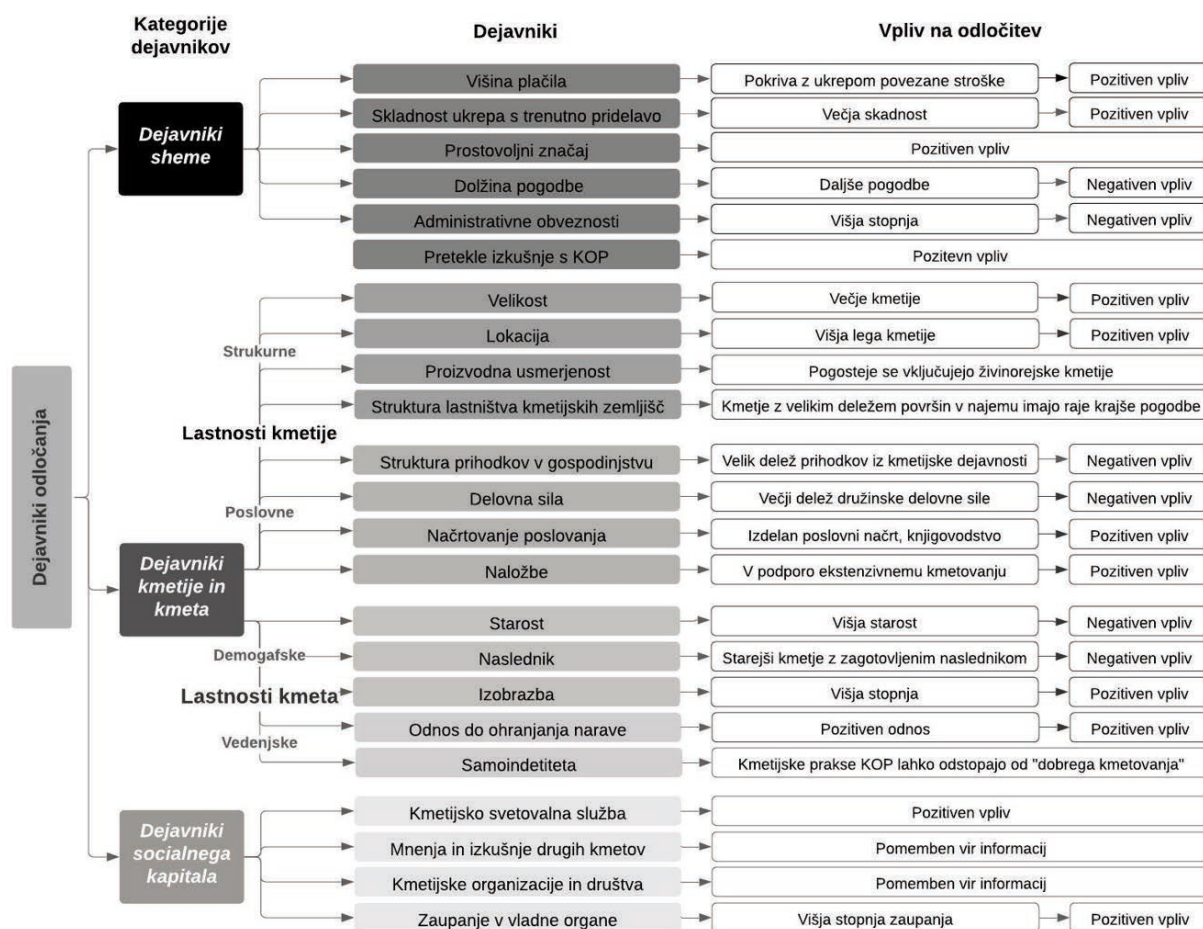 Kategorije
dejavnikov
Dejavniki
Vpliv na odločitev
Dejavniki odločanja
Dejavniki
sheme
Višina plačila
Pokriva z ukrepom povezane stroške
Pozitiven vpliv
Skladnost ukrepa s trenutno pridelavo
Večja skadnost
Pozitiven vpliv
Prostovoljni značaj
Pozitiven vpliv
Dolžina pogodbe
Daljše pogodbe
Negativen vpliv
Administrativne obveznosti
Višja stopnja
Negativen vpliv
Pretekle izkušnje s KOP
Pozitevn vpliv
Dejavniki
kmetije in
kmeta
Lastnosti kmetije
Strukurne
Velikost
Večje kmetije
Pozitiven vpliv
Lokacija
Višja lega kmetije
Pozitiven vpliv
Proizvodna usmerjenost
Pogosteje se vključujejo živinorejske kmetije
Struktura lastništva kmetijskih zemljišč
Kmetje z velikim deležem površin v najemu imajo raje krajše pogodbe
Poslovne
Struktura prihodkov v gospodinjstvu
Velik delež prihodkov iz kmetijske dejavnosti
Negativen vpliv
Delovna sila
Večji delež družinske delovne sile
Negativen vpliv
Načrtovanje poslovanja
Izdelan poslovni načrt, knjigovodstvo
Pozitiven vpliv
Naložbe
V podporo ekstenzivnemu kmetovanju
Pozitiven vpliv
Lastnosti kmeta
Demogafske
Starost
Višja starost
Negativen vpliv
Naslednik
Starejši kmetje z zagotovljenim naslednikom
Negativen vpliv
Izobrazba
Višja stopnja
Pozitiven vpliv
Vedenjske
Odnos do ohranjanja narave
Pozitiven odnos
Pozitiven vpliv
Samoindetiteta
Kmetijske prakse KOP lahko odstopajo od "dobrega kmetovanja"
Dejavniki
socialnega
kapitala
Kmetijsko svetovalna služba
Pozitiven vpliv
Mnenja in izkušnje drugih kmetov
Pomemben vir informacij
Kmetijske organizacije in društva
Pomemben vir informacij
Zaupanje v vladne organe
Višja stopnja zaupanja
Pozitiven vpliv